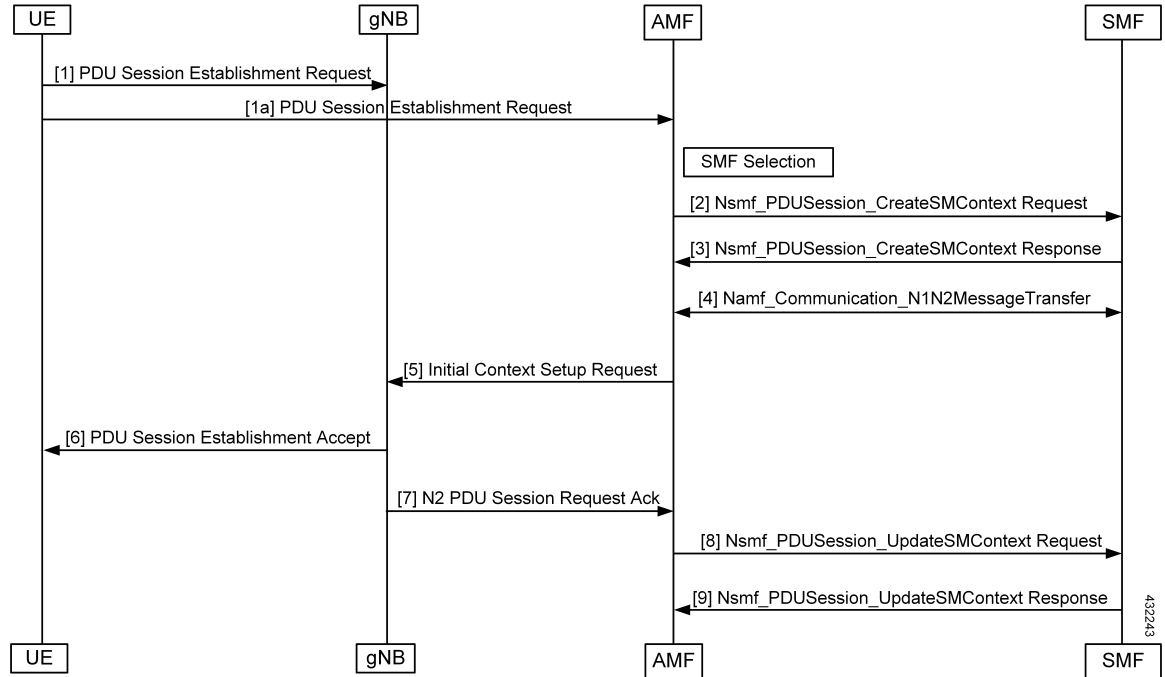 UE
gNB
AMF
SMF
[1] PDU Session Establishment Request
[1a] PDU Session Establishment Request
SMF Selection
[2] Nsmf_PDUSession_CreateSMContext Request
[3] Nsmf_PDUSession_CreateSMContext Response
[4] Namf_Communication_N1N2MessageTransfer
[5] Initial Context Setup Request
[6] PDU Session Establishment Accept
[7] N2 PDU Session Request Ack
[8] Nsmf_PDUSession_UpdateSMContext Request
[9] Nsmf_PDUSession_UpdateSMContext Response
432243
UE
gNB
AMF
SMF